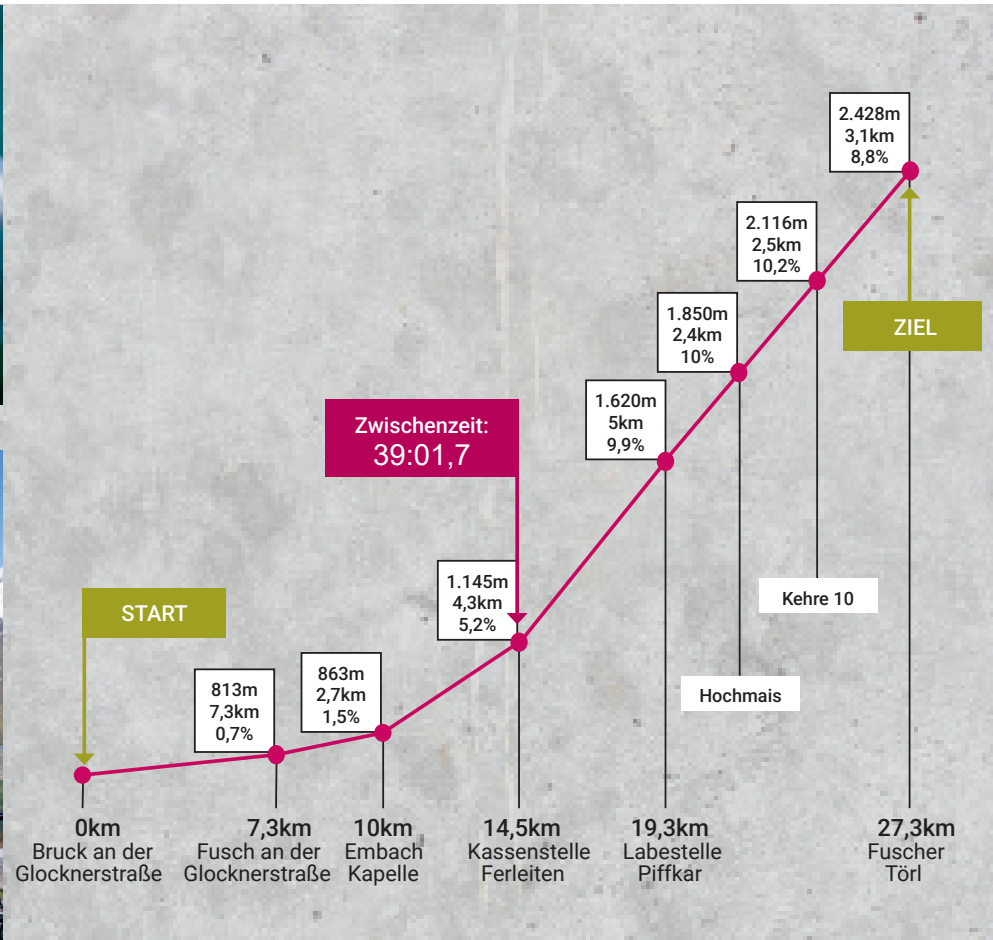 2.428m
3,1km
8,8%
2.116m
2,5km
10,2%
ZIEL
1.850m
2,4km
10%
1.620m
5km
9,9%
Zwischenzeit:
39:01,7
1.145m
4,3km
5,2%
Kehre 10
START
863m
2,7km
1,5%
813m
7,3km
0,7%
Hochmais
0km
Bruck an der
Glocknerstraße
7,3km
Fusch an der
Glocknerstraße
10km
Embach
Kapelle
14,5km
Kassenstelle
Ferleiten
19,3km
Labestelle
Piffkar
27,3km
Fuscher
Törl